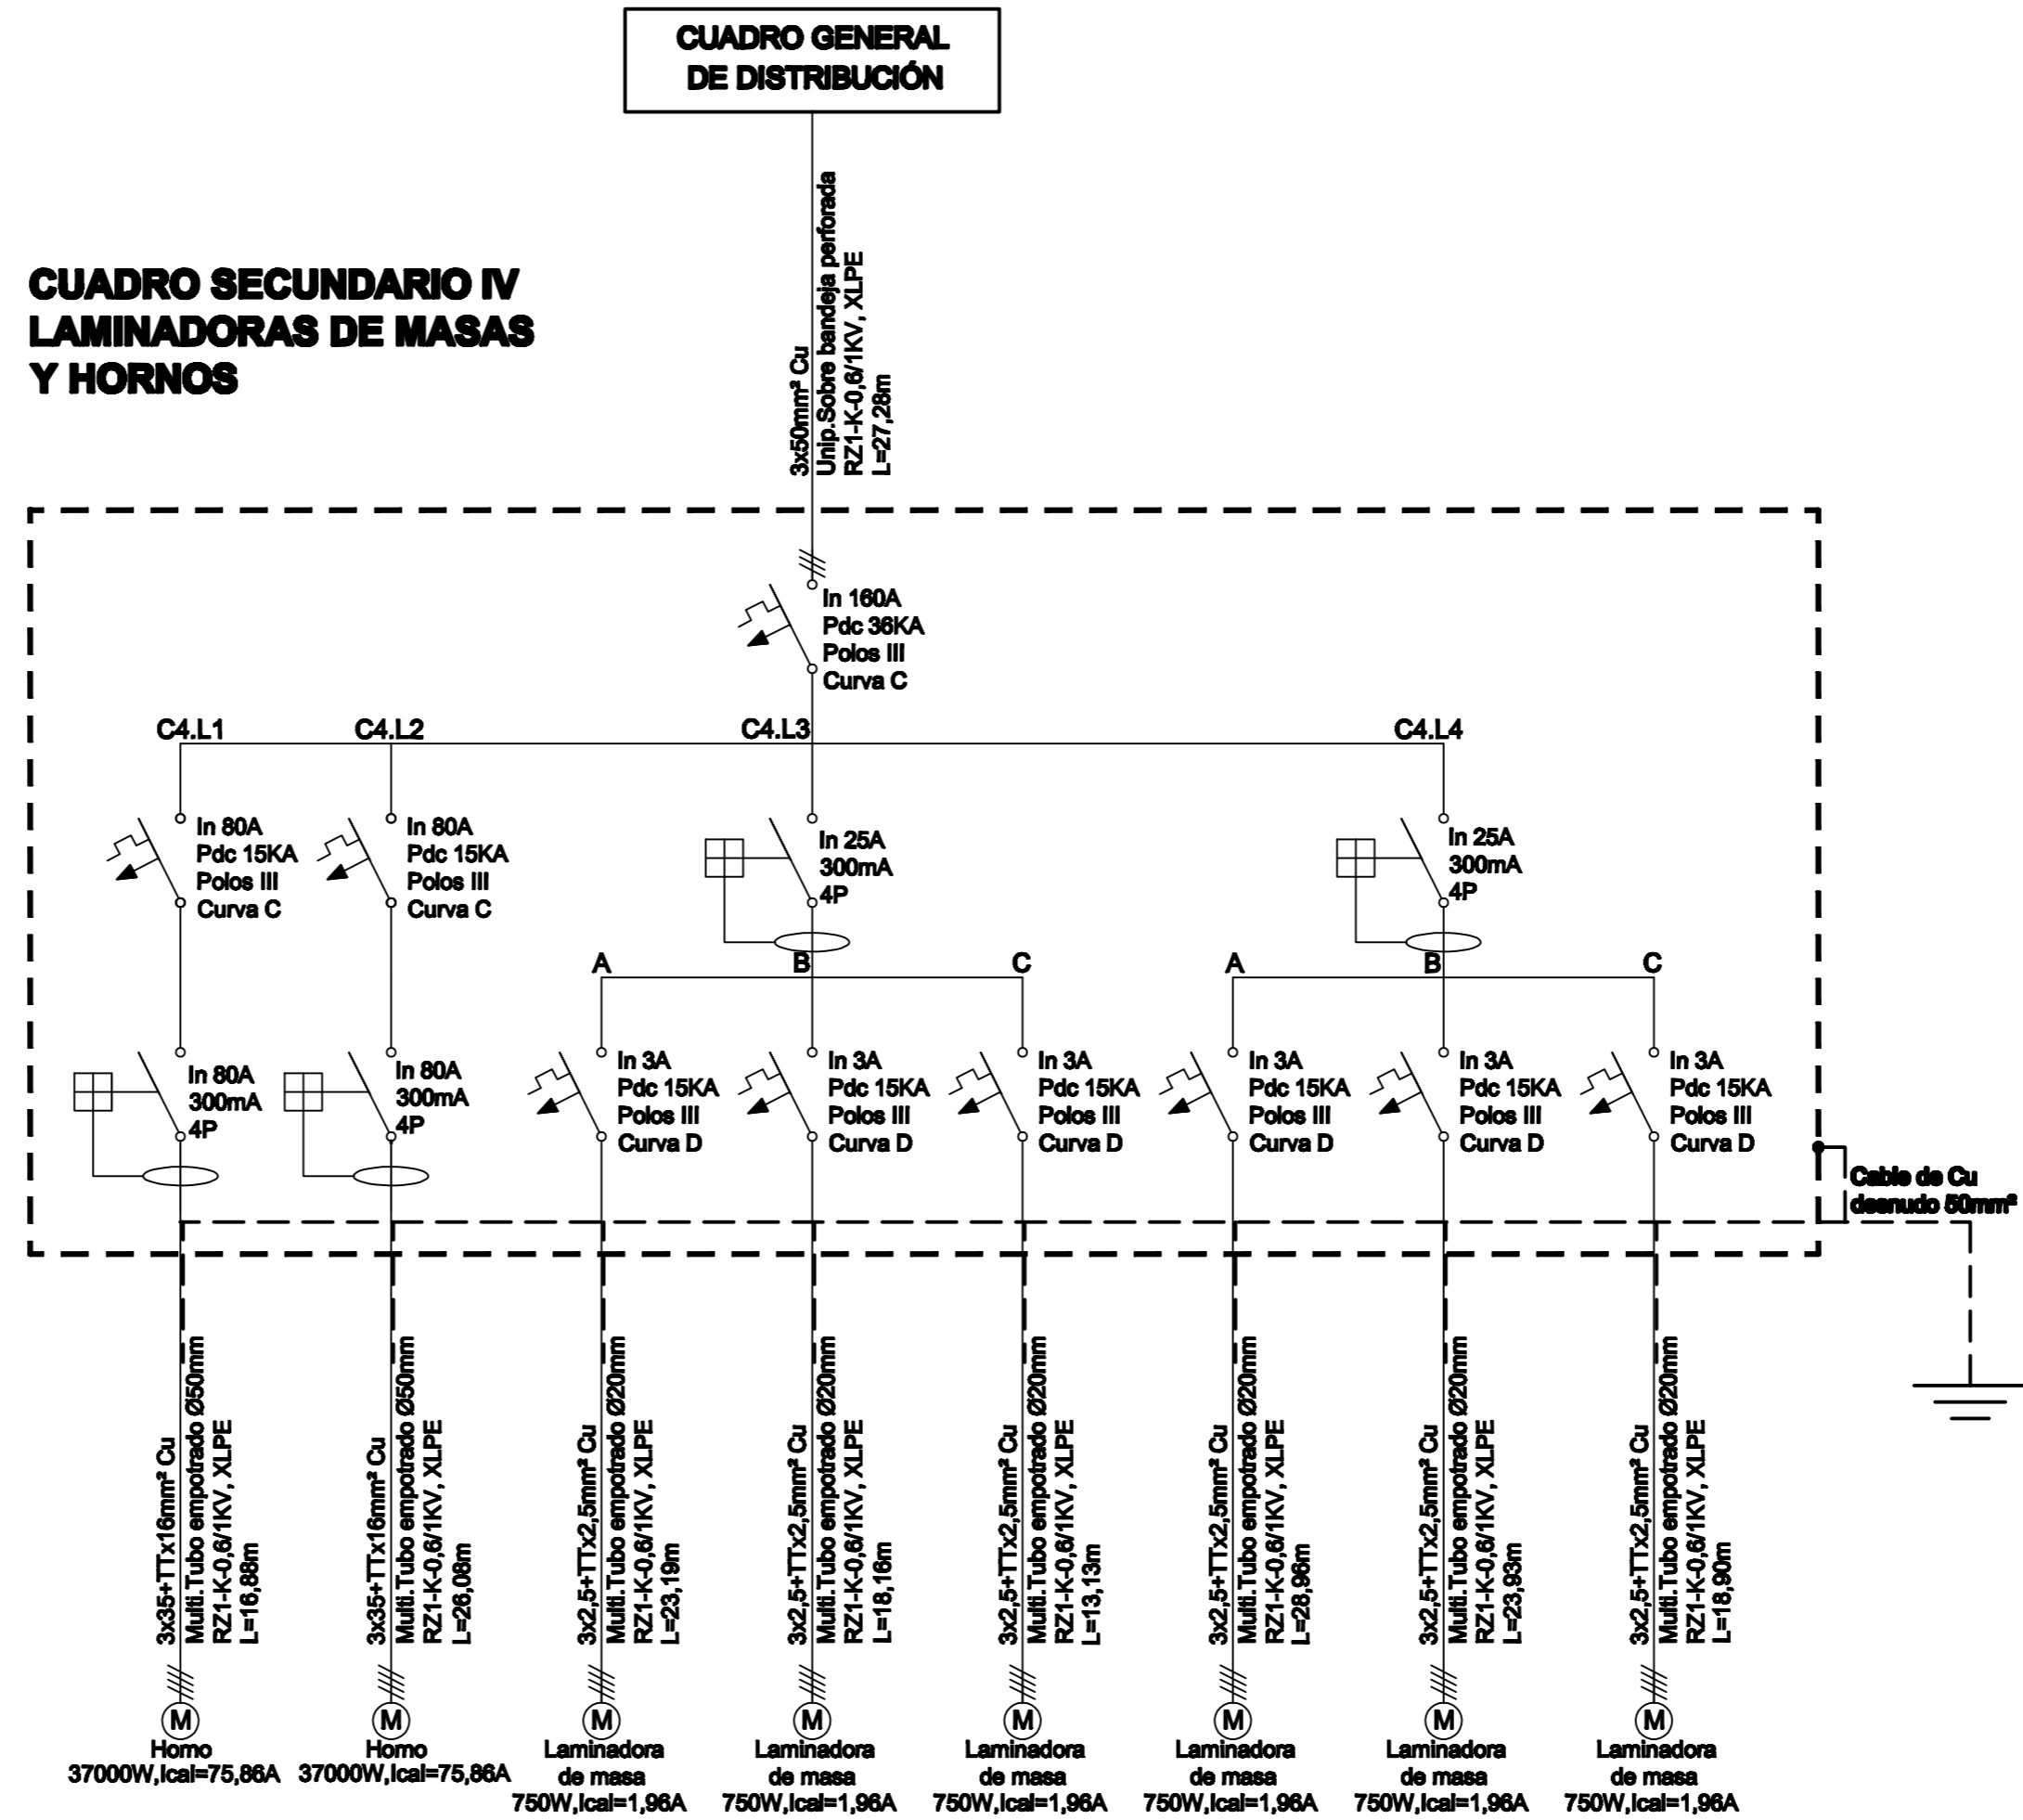 CUADRO GENERAL
DE DISTRIBUCIÓN
3x50mm² Cu
Unip.Sobre bandeja perforada
RZ1-K-0,6/1KV, XLPE
L=27,28m
CUADRO SECUNDARIO IV
LAMINADORAS DE MASAS
Y HORNOS
In 160A
Pdc 36KA
Polos III
Curva C
C4.L1
C4.L2
C4.L3
C4.L4
In 80A
Pdc 15KA
Polos III
Curva C
In 80A
Pdc 15KA
Polos III
Curva C
In 25A
300mA
4P
In 25A
300mA
4P
A
B
C
A
B
C
In 80A
300mA
4P
In 80A
300mA
4P
In 3A
Pdc 15KA
Polos III
Curva D
In 3A
Pdc 15KA
Polos III
Curva D
In 3A
Pdc 15KA
Polos III
Curva D
In 3A
Pdc 15KA
Polos III
Curva D
In 3A
Pdc 15KA
Polos III
Curva D
In 3A
Pdc 15KA
Polos III
Curva D
Cable de Cu
desnudo 50mm²
3x35+TTx16mm² Cu
Multi.Tubo empotrado Ø50mm
RZ1-K-0,6/1KV, XLPE
L=16,88m
3x35+TTx16mm² Cu
Multi.Tubo empotrado Ø50mm
RZ1-K-0,6/1KV, XLPE
L=26,08m
3x2,5+TTx2,5mm² Cu
Multi.Tubo empotrado Ø20mm
RZ1-K-0,6/1KV, XLPE
L=23,19m
3x2,5+TTx2,5mm² Cu
Multi.Tubo empotrado Ø20mm
RZ1-K-0,6/1KV, XLPE
L=18,16m
3x2,5+TTx2,5mm² Cu
Multi.Tubo empotrado Ø20mm
RZ1-K-0,6/1KV, XLPE
L=13,13m
3x2,5+TTx2,5mm² Cu
Multi.Tubo empotrado Ø20mm
RZ1-K-0,6/1KV, XLPE
L=28,96m
3x2,5+TTx2,5mm² Cu
Multi.Tubo empotrado Ø20mm
RZ1-K-0,6/1KV, XLPE
L=23,93m
3x2,5+TTx2,5mm² Cu
Multi.Tubo empotrado Ø20mm
RZ1-K-0,6/1KV, XLPE
L=18,90m
M
Horno
37000W,Ical=75,86A
M
Horno
37000W,Ical=75,86A
M
Laminadora
de masa
750W,Ical=1,96A
M
Laminadora
de masa
750W,Ical=1,96A
M
Laminadora
de masa
750W,Ical=1,96A
M
Laminadora
de masa
750W,Ical=1,96A
M
Laminadora
de masa
750W,Ical=1,96A
M
Laminadora
de masa
750W,Ical=1,96A